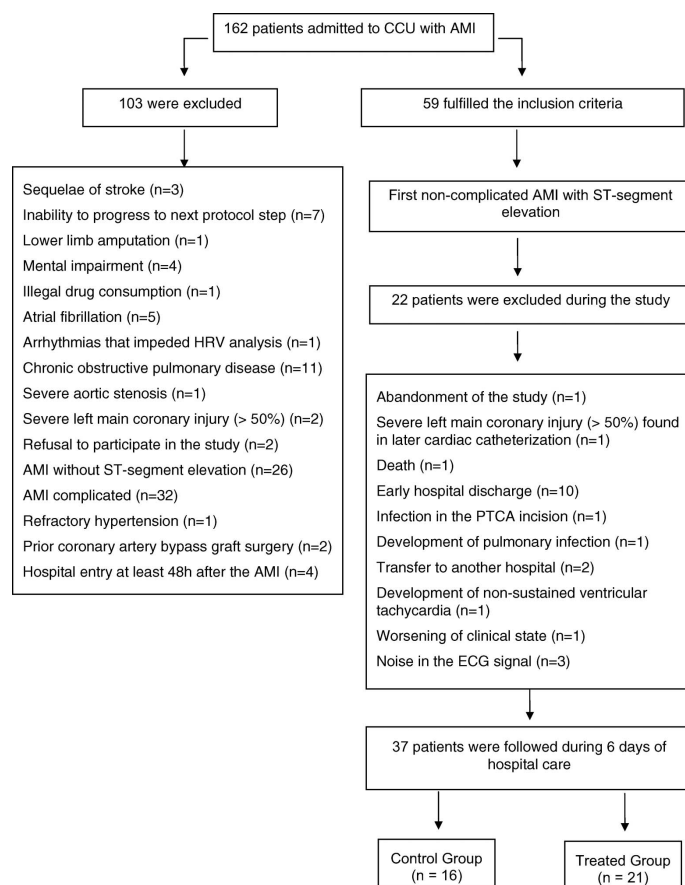 162 patients admitted to CCU with AMI
103 were excluded
59 fulfilled the inclusion criteria
Sequelae of stroke (n=3)
Inability to progress to next protocol step (n=7)
Lower limb amputation (n=1)
Mental impairment (n=4)
Illegal drug consumption (n=1)
Atrial fibrillation (n=5)
Arrhythmias that impeded HRV analysis (n=1)
Chronic obstructive pulmonary disease (n=11)
Severe aortic stenosis (n=1)
Severe left main coronary injury (> 50%) (n=2)
Refusal to participate in the study (n=2)
AMI without ST-segment elevation (n=26)
AMI complicated (n=32)
Refractory hypertension (n=1)
Prior coronary artery bypass graft surgery (n=2)
Hospital entry at least 48h after the AMI (n=4)
First non-complicated AMI with ST-segment
elevation
22 patients were excluded during the study
Abandonment of the study (n=1)
Severe left main coronary injury (> 50%) found
in later cardiac catheterization (n=1)
Death (n=1)
Early hospital discharge (n=10)
Infection in the PTCA incision (n=1)
Development of pulmonary infection (n=1)
Transfer to another hospital (n=2)
Development of non-sustained ventricular
tachycardia (n=1)
Worsening of clinical state (n=1)
Noise in the ECG signal (n=3)
37 patients were followed during 6 days of
hospital care
Control Group
(n = 16)
Treated Group
(n = 21)